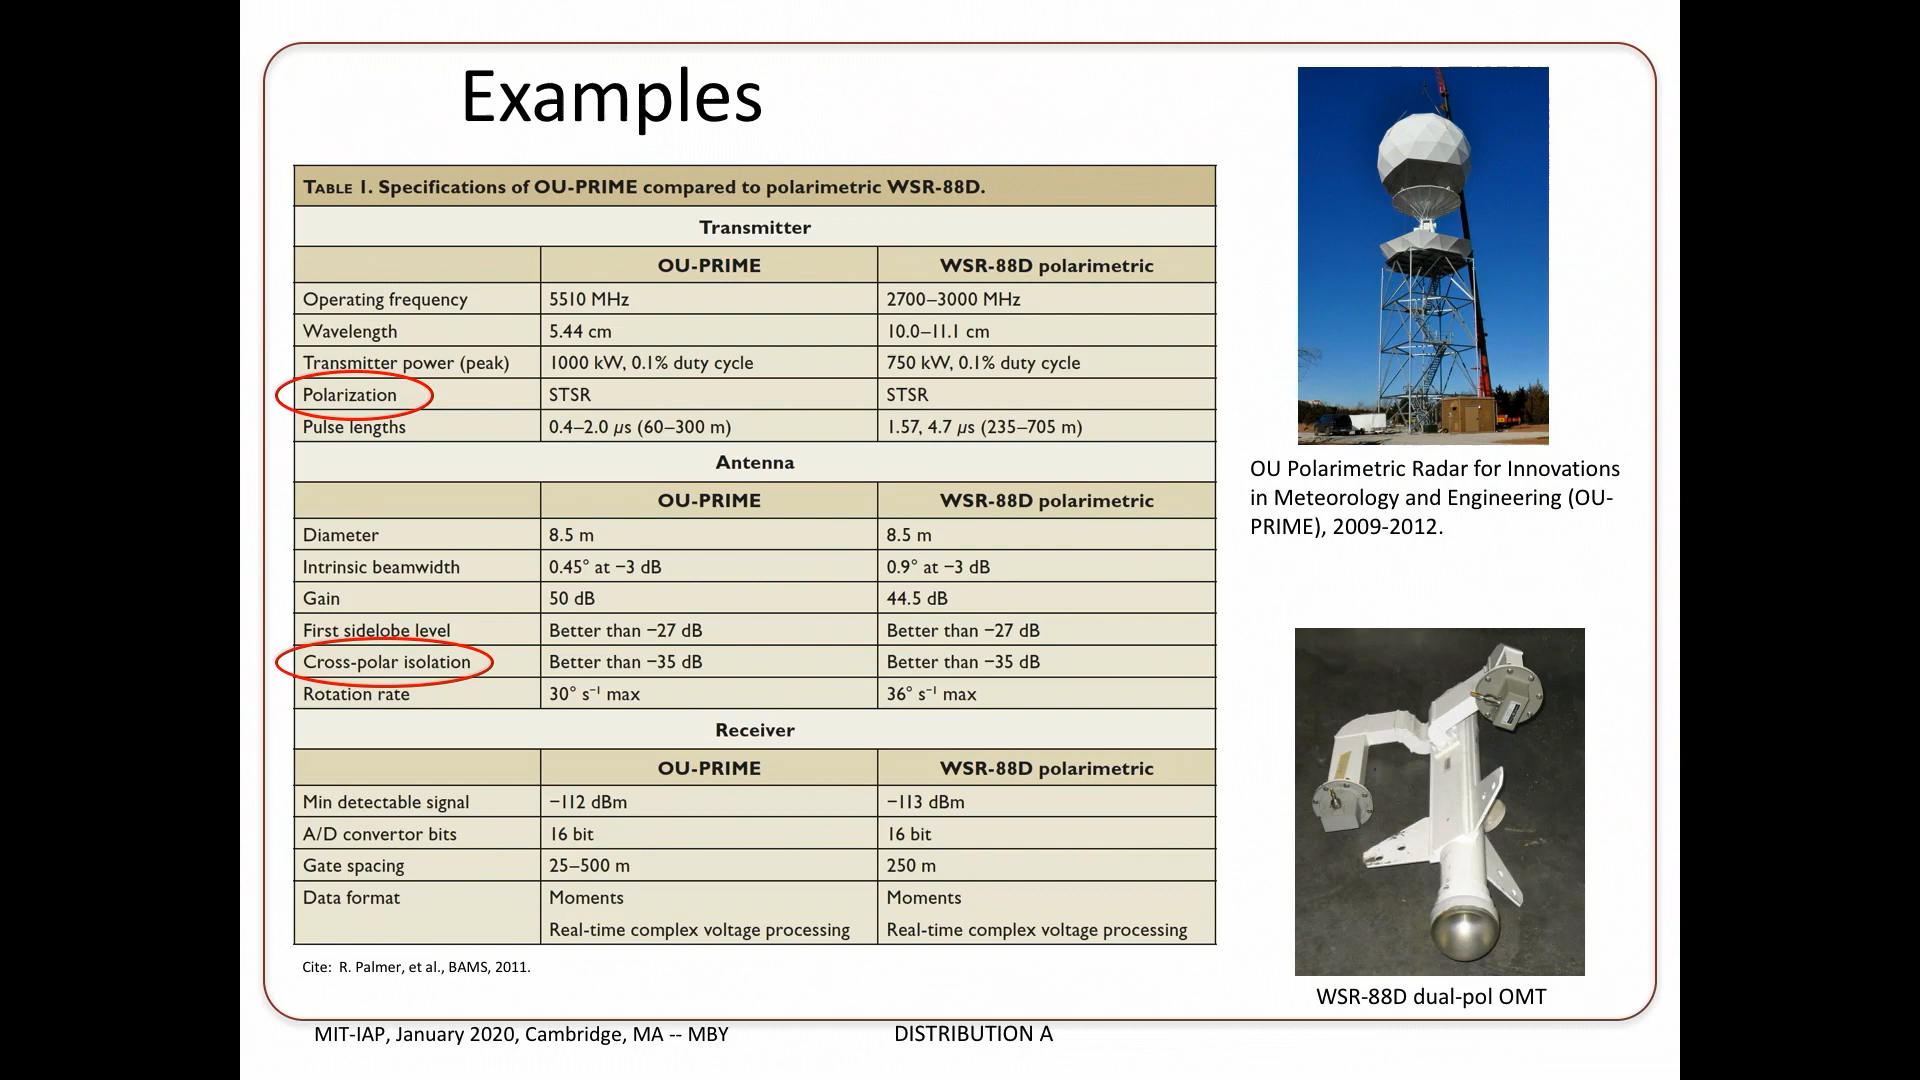 Examples
TABLE 1. Specifications of OU-PRIME compared to polarimetric WSR-88D.
Transmitter
OU-PRIME WSR-88D polarimetric
Operating frequency 5510 MHz 2700–3000 MHz
Wavelength 5.44 cm 10.0–11.1 cm
Transmitter power (peak) 1000 kW, 0.1% duty cycle 750 kW, 0.1% duty cycle
Polarization STSR STSR
Pulse lengths 0.4–2.0 µs (60–300 m) 1.57, 4.7 µs (235–705 m)
Antenna
OU-PRIME WSR-88D polarimetric
Diameter 8.5 m 8.5 m
Intrinsic beamwidth 0.45° at −3 dB 0.9° at −3 dB
Gain 50 dB 44.5 dB
First sidelobe level Better than −27 dB Better than −27 dB
Cross-polar isolation Better than −35 dB Better than −35 dB
Rotation rate 30° s⁻¹ max 36° s⁻¹ max
Receiver
OU-PRIME WSR-88D polarimetric
Min detectable signal −112 dBm −113 dBm
A/D convertor bits 16 bit 16 bit
Gate spacing 25–500 m 250 m
Data format Moments Moments
Real-time complex voltage processing Real-time complex voltage processing
Cite: R. Palmer, et al., BAMS, 2011.
OU Polarimetric Radar for Innovations
in Meteorology and Engineering (OU-
PRIME), 2009-2012.
WSR-88D dual-pol OMT
MIT-IAP, January 2020, Cambridge, MA -- MBY
DISTRIBUTION A